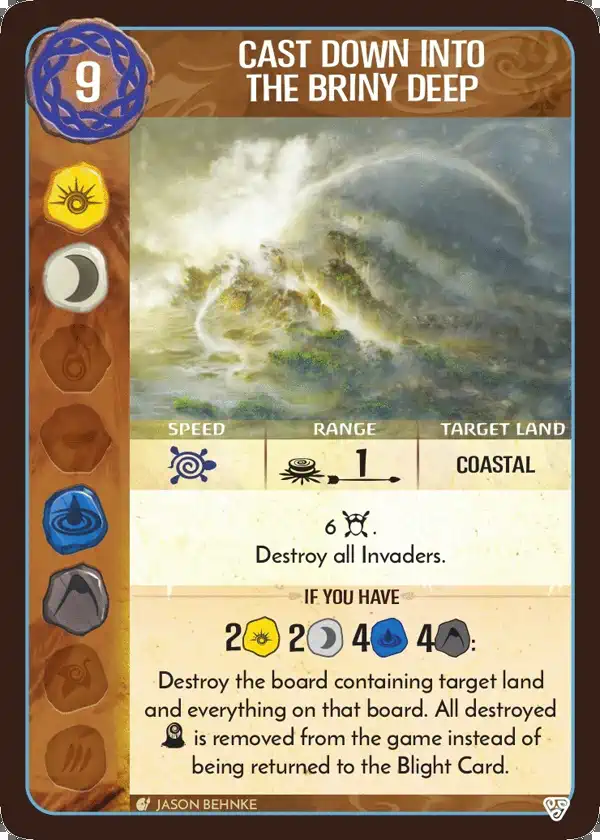 9
CAST DOWN INTO
THE BRINY DEEP
SPEED RANGE TARGET LAND
1 COASTAL
6 .
Destroy all Invaders.
IF YOU HAVE
2 2 4 4 :
Destroy the board containing target land
and everything on that board. All destroyed
is removed from the game instead of
being returned to the Blight Card.
JASON BEHNKE